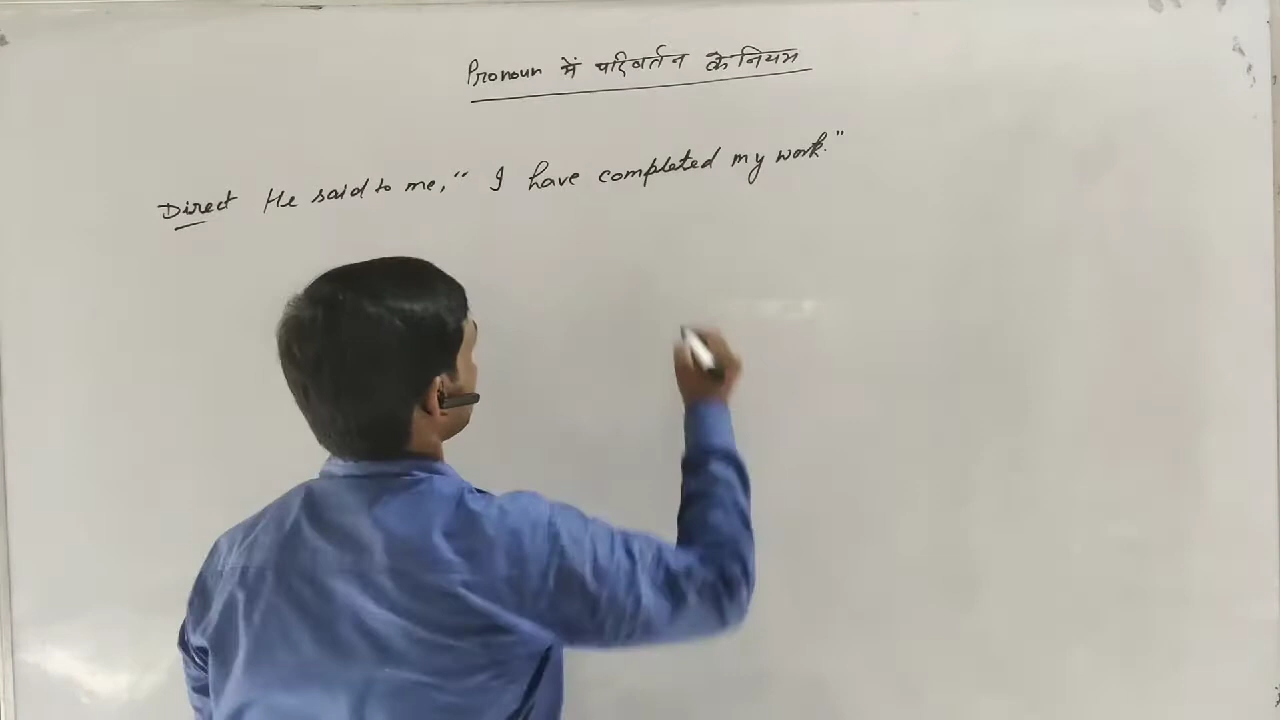 Pronoun में परिवर्तन के नियम
Direct He said to me, “ I have completed my work.”